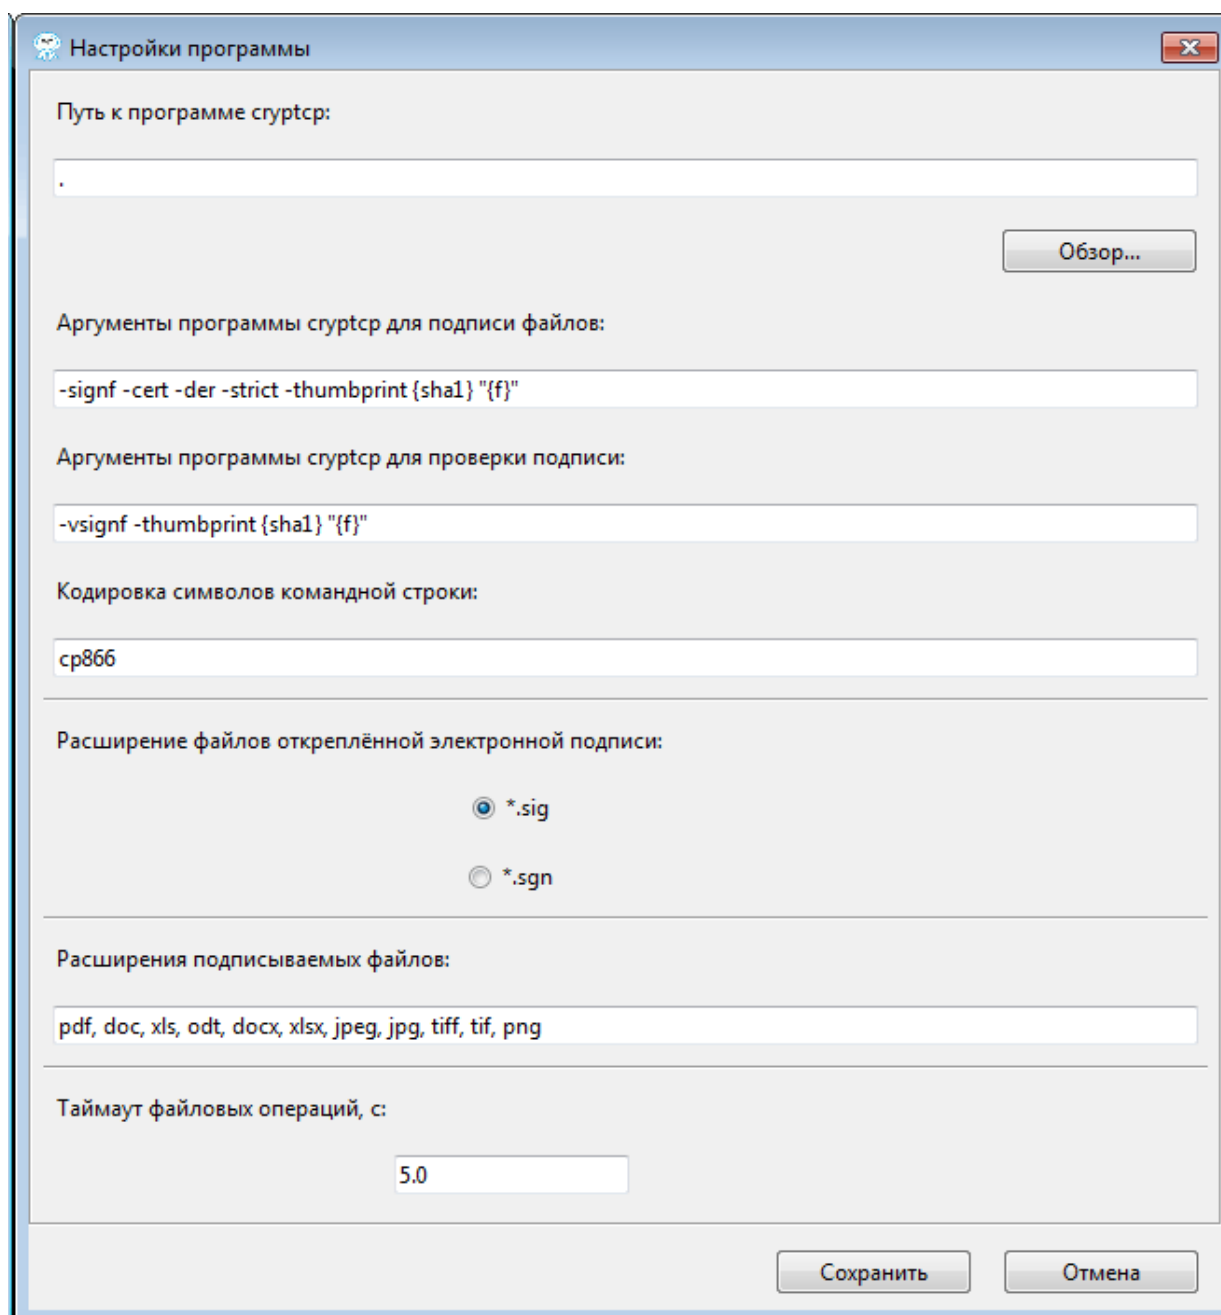 Настройки программы
Путь к программе cryptcp:
.
Обзор...
Аргументы программы cryptcp для подписи файлов:
-signf -cert -der -strict -thumbprint {sha1} "{f}"
Аргументы программы cryptcp для проверки подписи:
-vsignf -thumbprint {sha1} "{f}"
Кодировка символов командной строки:
cp866
Расширение файлов откреплённой электронной подписи:
*.sig
*.sgn
Расширения подписываемых файлов:
pdf, doc, xls, odt, docx, xlsx, jpeg, jpg, tiff, tif, png
Таймаут файловых операций, с:
5.0
Сохранить Отмена